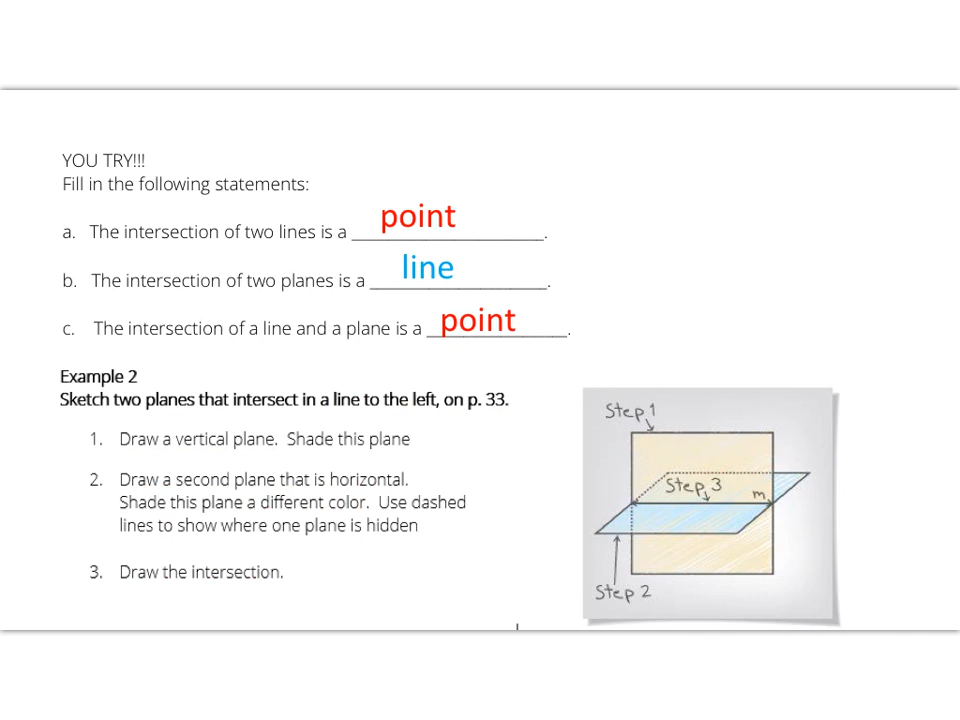 YOU TRY!!!
Fill in the following statements:
a. The intersection of two lines is a point.
b. The intersection of two planes is a line.
c. The intersection of a line and a plane is a point.
Example 2
Sketch two planes that intersect in a line to the left, on p. 33.
1. Draw a vertical plane. Shade this plane
2. Draw a second plane that is horizontal.
Shade this plane a different color. Use dashed
lines to show where one plane is hidden
3. Draw the intersection.
Step 1
Step 3
m
Step 2